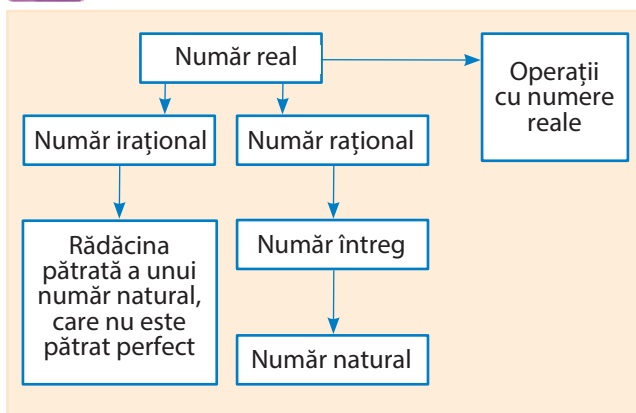 Număr real
Operații
cu numere
reale
Număr irațional
Număr rațional
Rădăcina
pătrată a unui
număr natural,
care nu este
pătrat perfect
Număr întreg
Număr natural